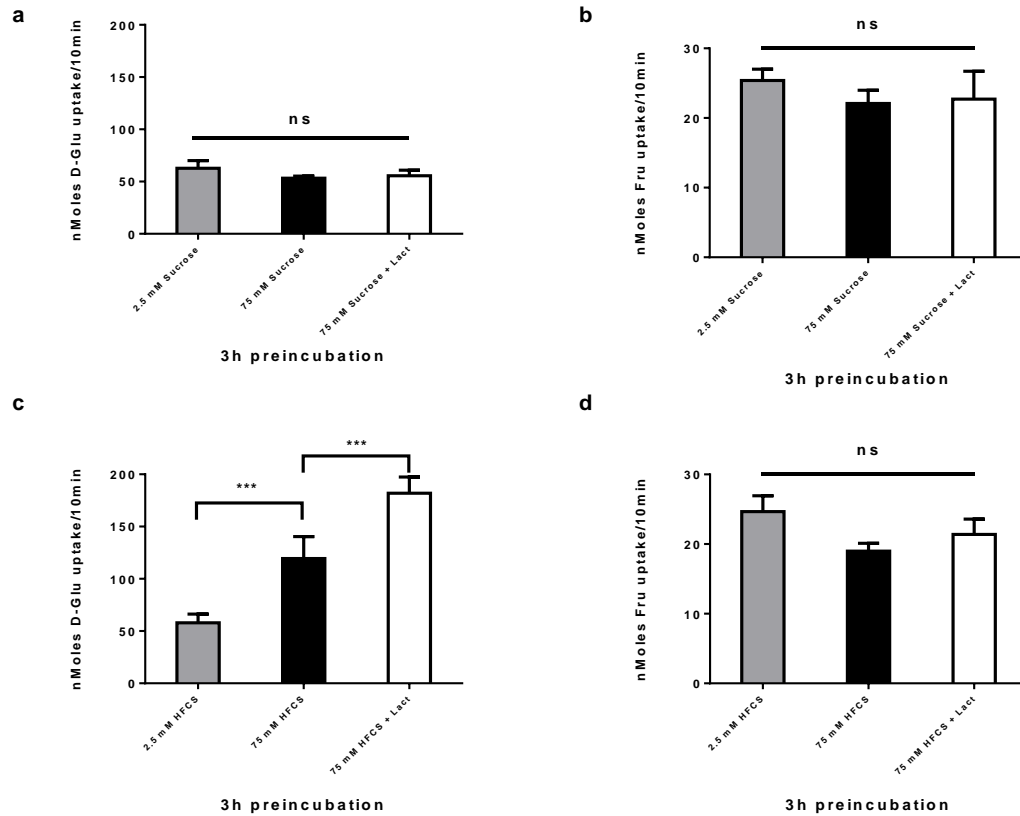 a
nMoles D-Glu uptake/10min
200
150
100
50
0
ns
2.5 mM Sucrose
75 mM Sucrose
75 mM Sucrose + Lact
3h preincubation
b
nMoles Fru uptake/10min
30
20
10
0
ns
2.5 mM Sucrose
75 mM Sucrose
75 mM Sucrose + Lact
3h preincubation
c
nMoles D-Glu uptake/10min
200
150
100
50
0
***
***
2.5 mM HFCS
75 mM HFCS
75 mM HFCS + Lact
3h preincubation
d
nMoles Fru uptake/10min
30
20
10
0
ns
2.5 mM HFCS
75 mM HFCS
75 mM HFCS + Lact
3h preincubation